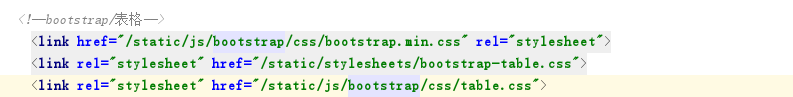 <!--bootstrap/表格-->
<link href="/static/js/bootstrap/css/bootstrap.min.css" rel="stylesheet">
<link rel="stylesheet" href="/static/stylesheets/bootstrap-table.css">
<link rel="stylesheet" href="/static/js/bootstrap/css/table.css">